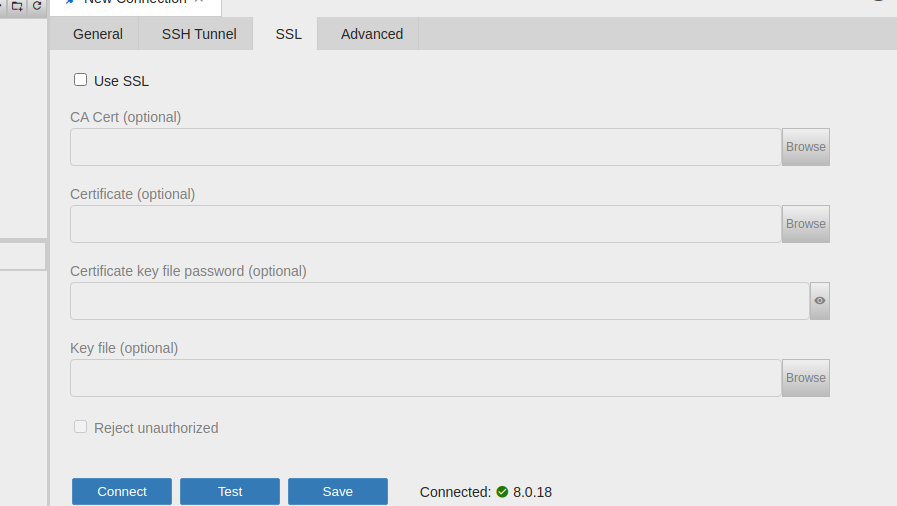 New Connection
General SSH Tunnel SSL Advanced
Use SSL
CA Cert (optional)
Browse
Certificate (optional)
Browse
Certificate key file password (optional)
Key file (optional)
Browse
Reject unauthorized
Connect Test Save Connected: 8.0.18